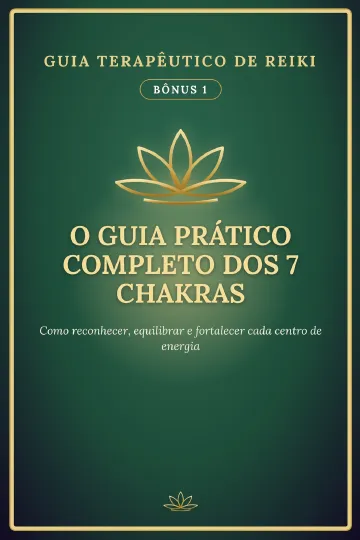 GUIA TERAPÊUTICO DE REIKI
BÔNUS 1
O GUIA PRÁTICO
COMPLETO DOS 7
CHAKRAS
Como reconhecer, equilibrar e fortalecer cada centro de
energia